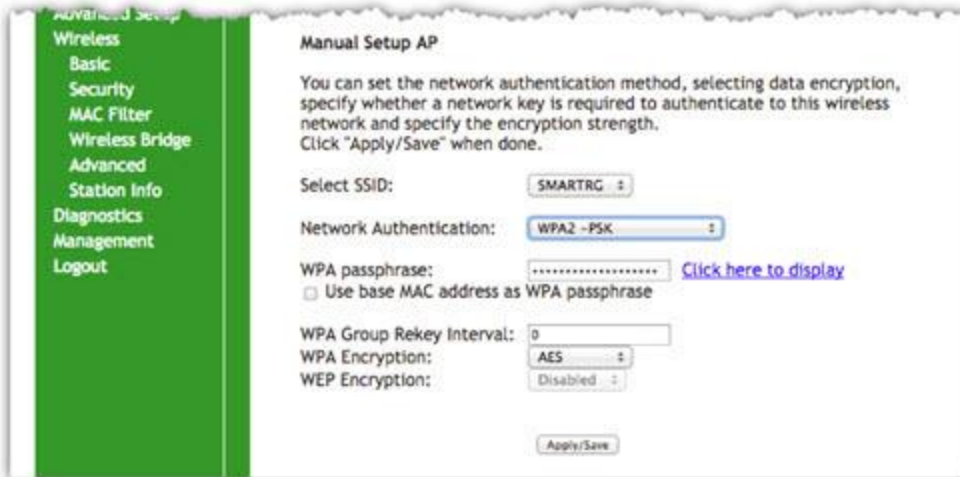 Advanced Setup
Wireless
Basic
Security
MAC Filter
Wireless Bridge
Advanced
Station Info
Diagnostics
Management
Logout
Manual Setup AP
You can set the network authentication method, selecting data encryption,
specify whether a network key is required to authenticate to this wireless
network and specify the encryption strength.
Click "Apply/Save" when done.
Select SSID: SMARTRG
Network Authentication: WPA2 -PSK
WPA passphrase: ••••••••••••••••••• Click here to display
Use base MAC address as WPA passphrase
WPA Group Rekey Interval: 0
WPA Encryption: AES
WEP Encryption: Disabled
Apply/Save